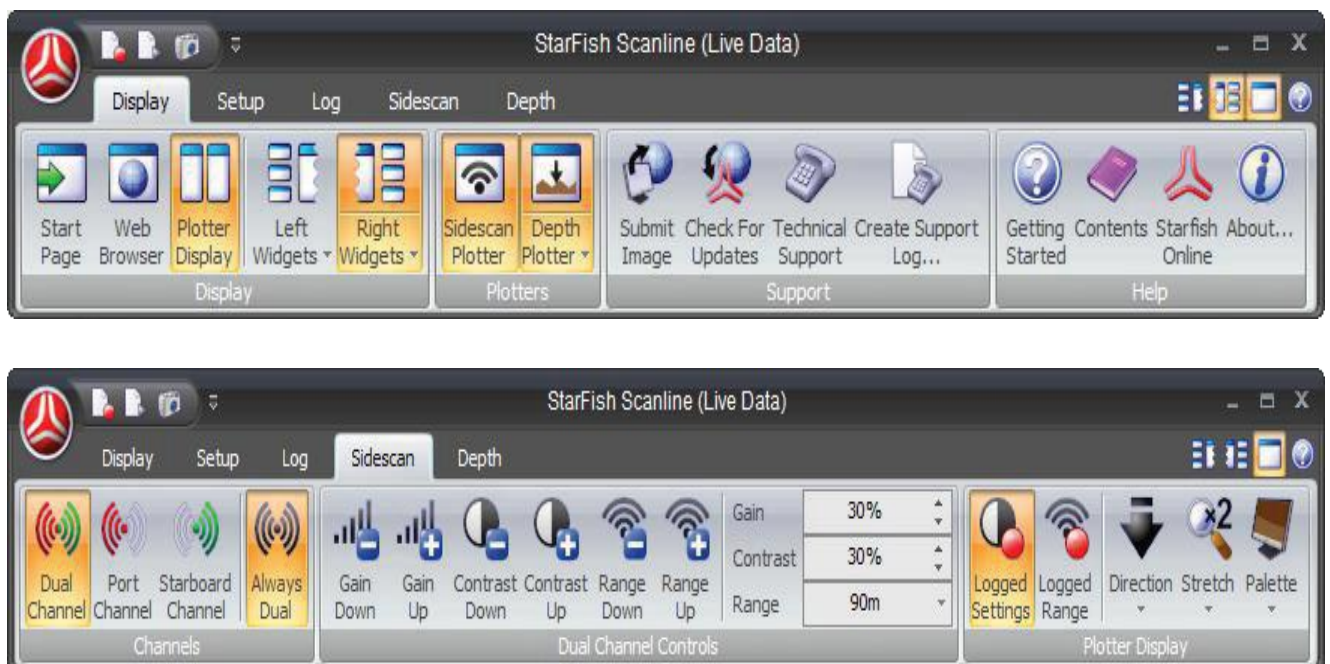 StarFish Scanline (Live Data)
Display Setup Log Sidescan Depth
Start Page Web Browser Plotter Display Left Widgets Right Widgets Sidescan Plotter Depth Plotter Submit Image Check For Updates Technical Support Create Support Log... Getting Started Contents Starfish Online About...
Display Plotters Support Help
StarFish Scanline (Live Data)
Display Setup Log Sidescan Depth
Dual Channel Port Channel Starboard Channel Always Dual Gain Down Gain Up Contrast Down Contrast Up Range Down Range Up
Gain 30%
Contrast 30%
Range 90m
x2
Logged Settings Logged Range Direction Stretch Palette
Channels Dual Channel Controls Plotter Display